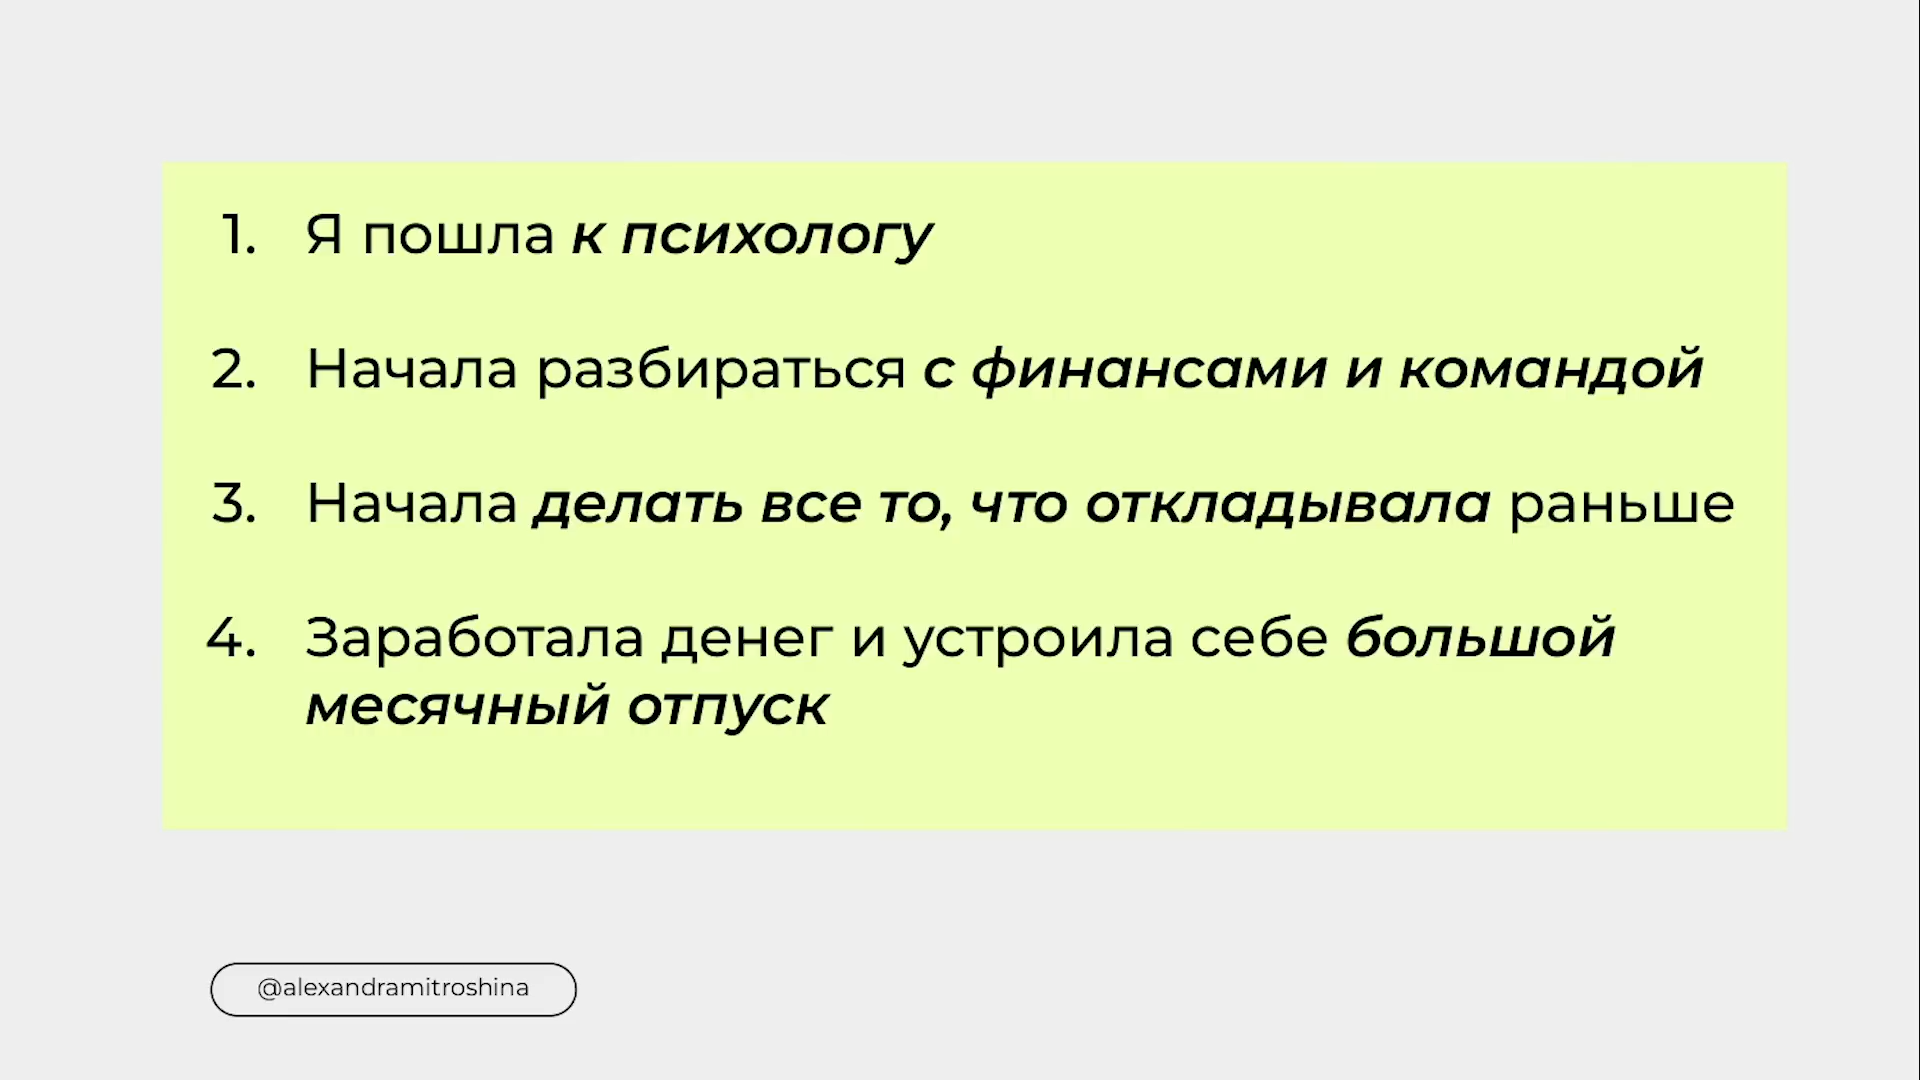 1. Я пошла к психологу
2. Начала разбираться с финансами и командой
3. Начала делать все то, что откладывала раньше
4. Заработала денег и устроила себе большой
месячный отпуск
@alexandramitroshina